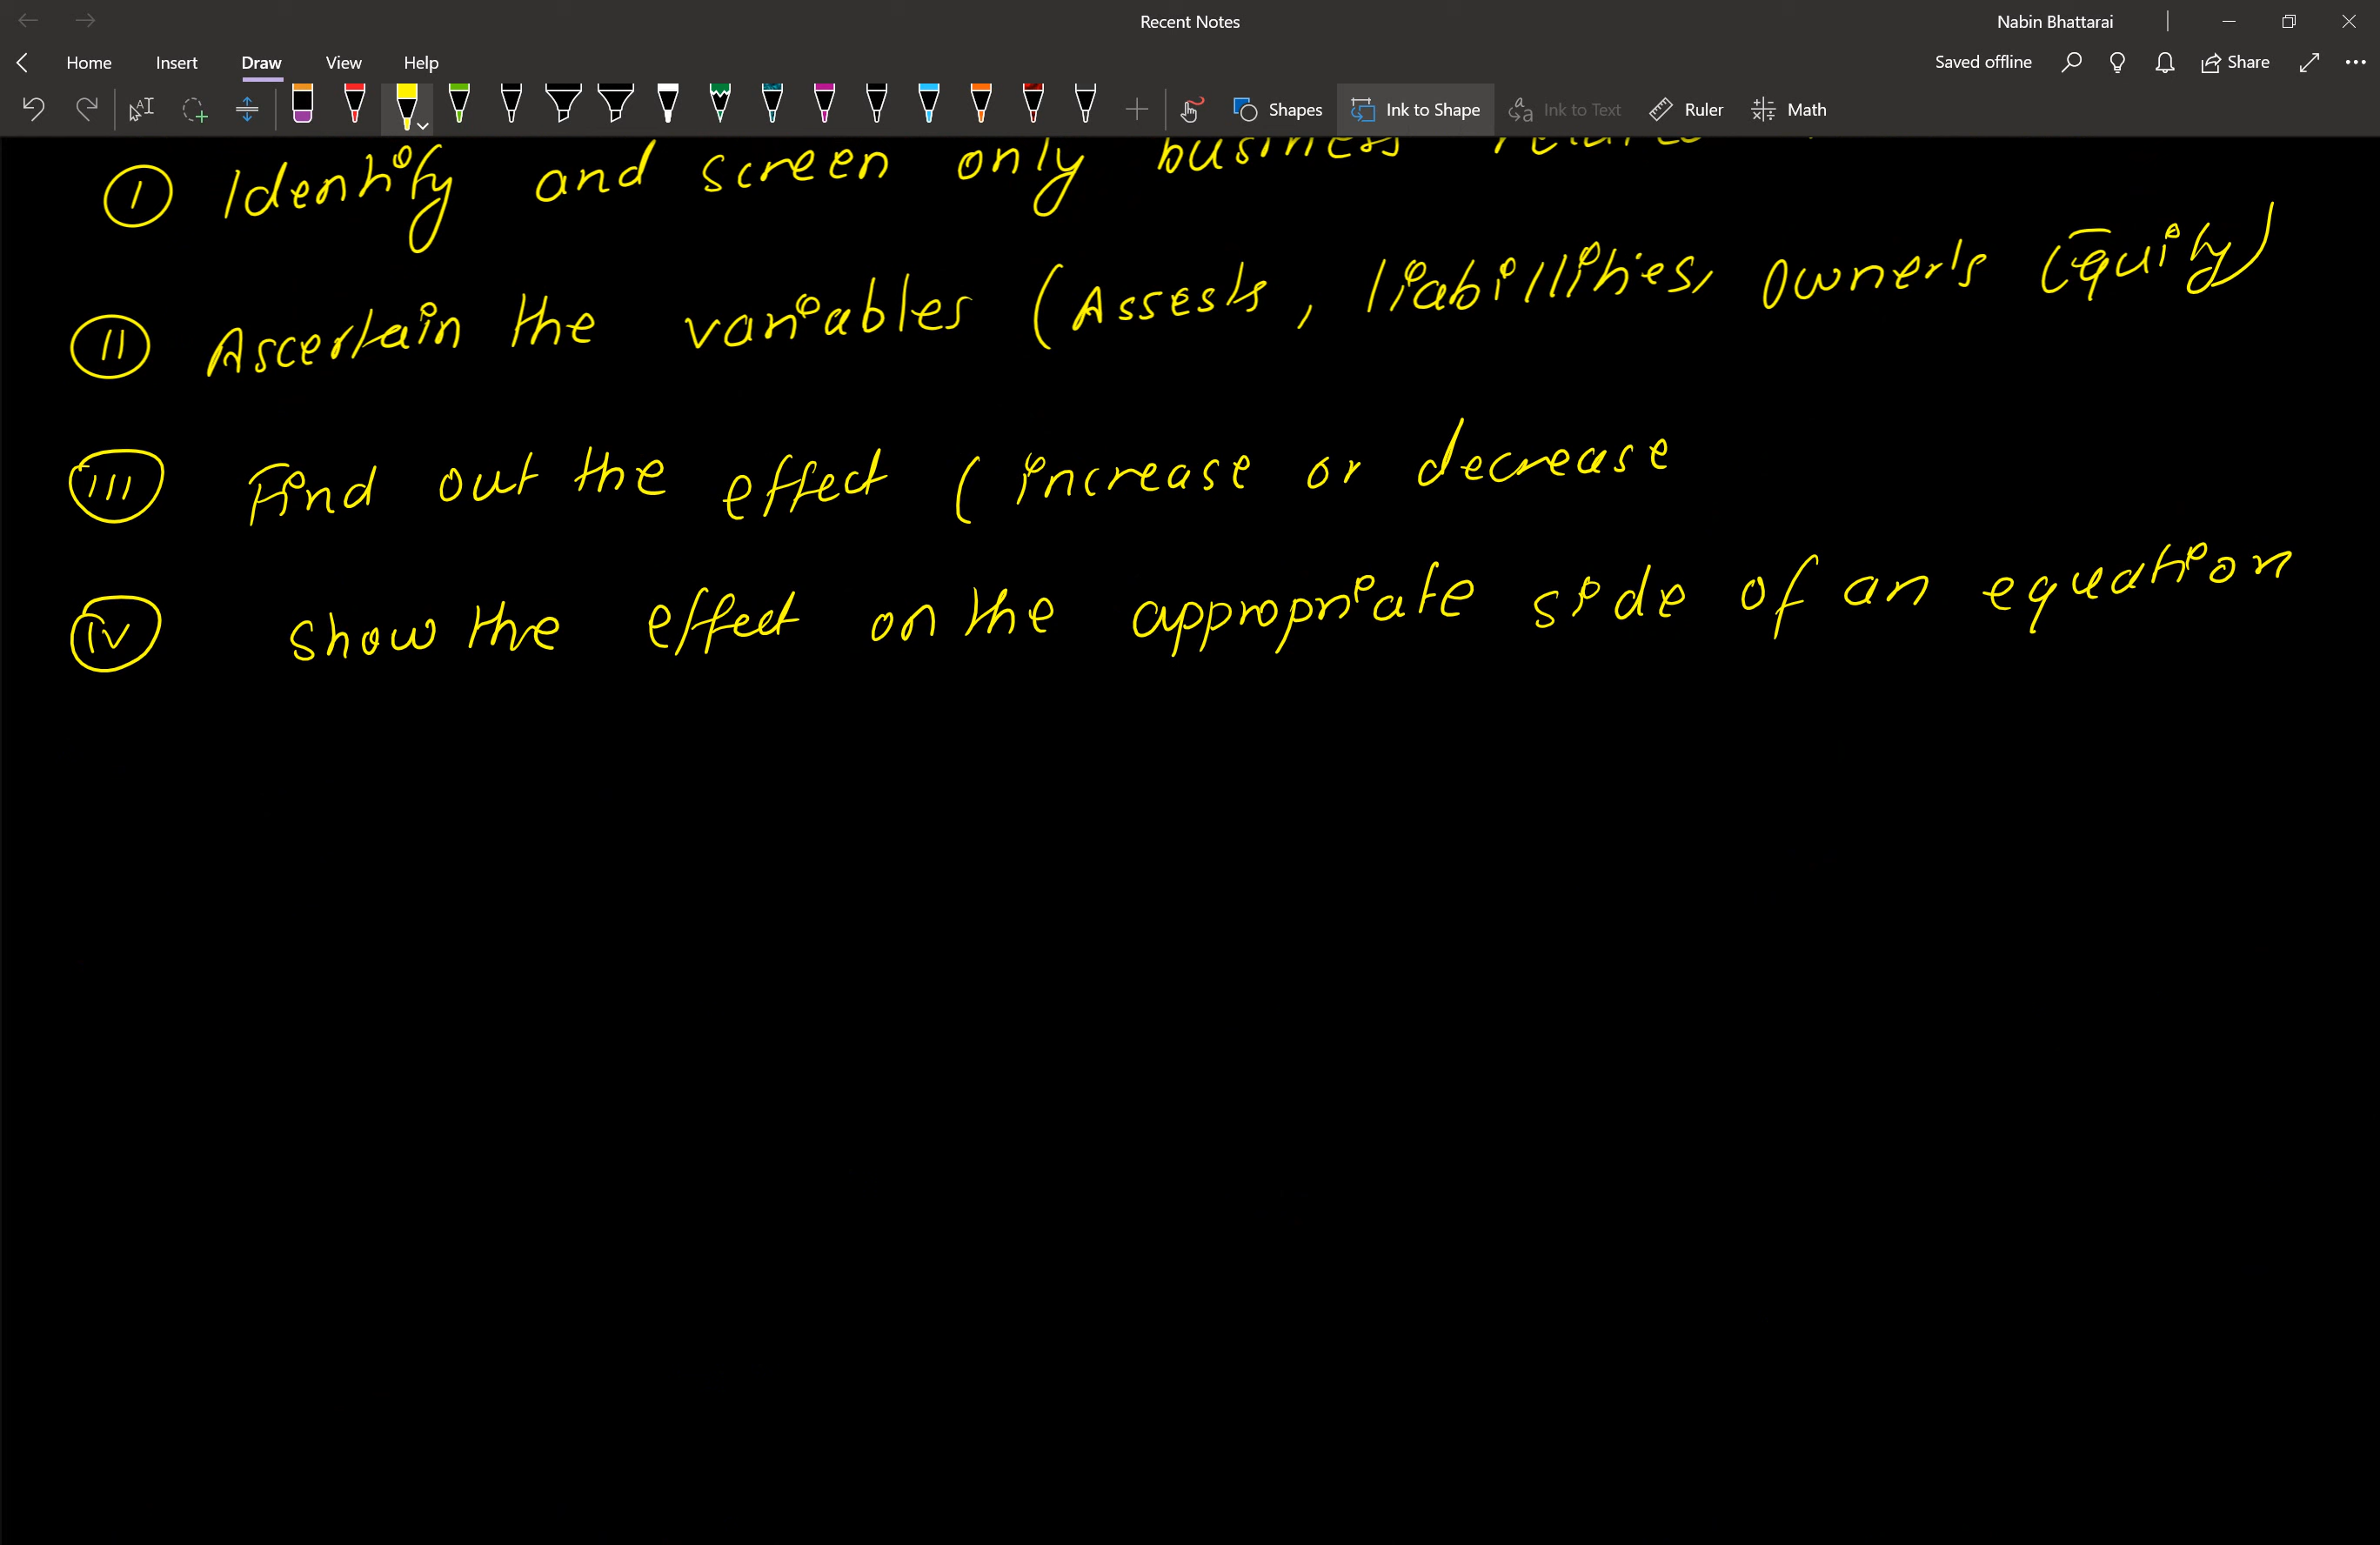 Recent Notes
Nabin Bhattarai
Home Insert Draw View Help
Saved offline
Share
Shapes Ink to Shape Ink to Text Ruler Math
I Identify and screen only business
II Ascertain the variables (Assests, liabillities, owner's Equity)
III Find out the effect ( increase or decrease
IV show the effect on the appropriate side of an equation